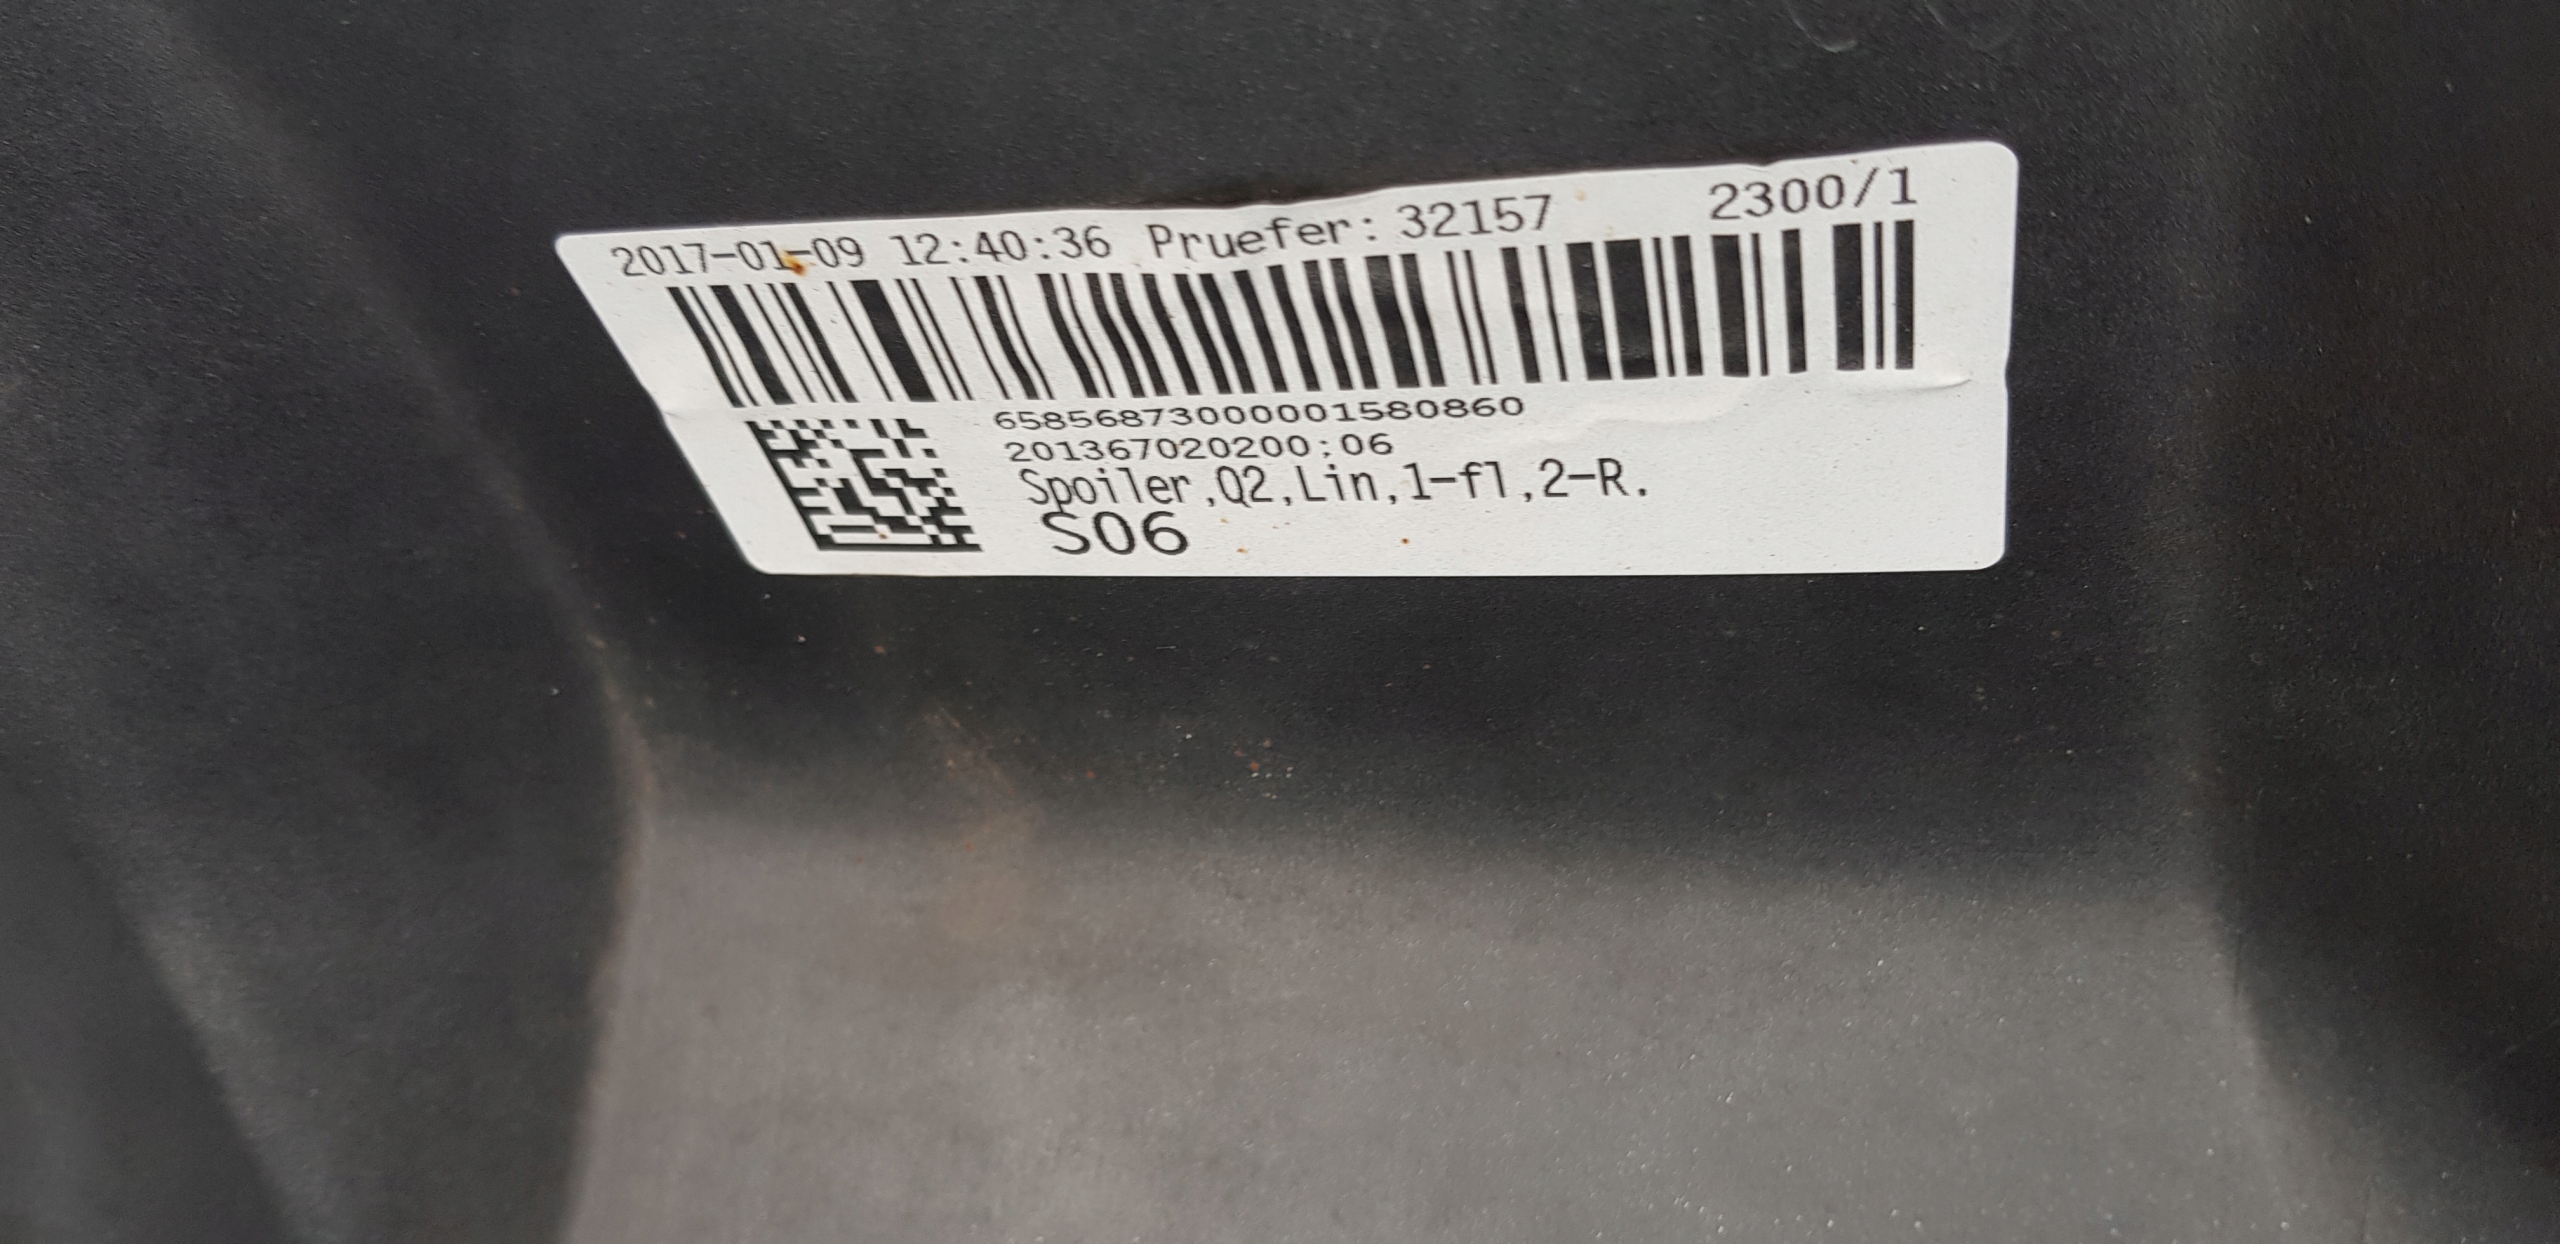 2017-01-09 12:40:36 Pruefer: 32157 2300/1
65856873000001580860
201367020200;06
Spoiler,Q2,Lin,1-fl,2-R.
S06